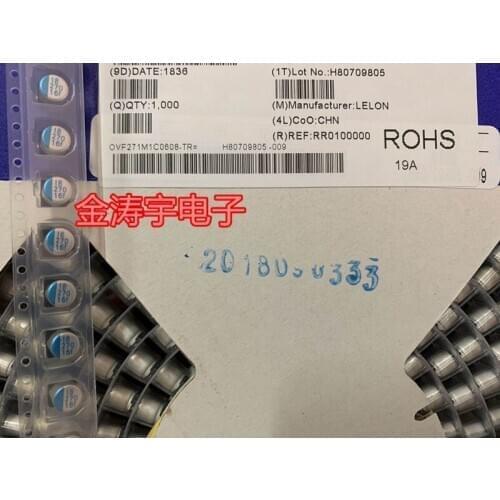 (9D)DATE:1836
(1T)Lot No.:H80709805
(Q)QTY:1,000
(M)Manufacturer:LELON
(4L)CoO:CHN
(R)REF:RR0100000
OVF271M1C0608-TR= H80709805-009
ROHS
19A
金涛宇电子